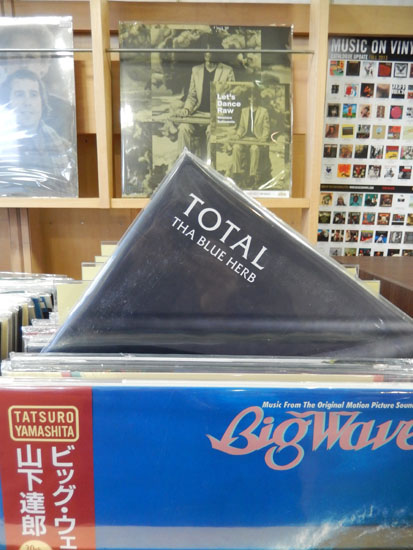 Let's
Dance
Raw
MUSIC ON VINYL
TOTAL
THA BLUE HERB
TATSURO
YAMASHITA
ビッグ・ウェ
山下達郎
Music From The Original Motion Picture Soun
Big Wave